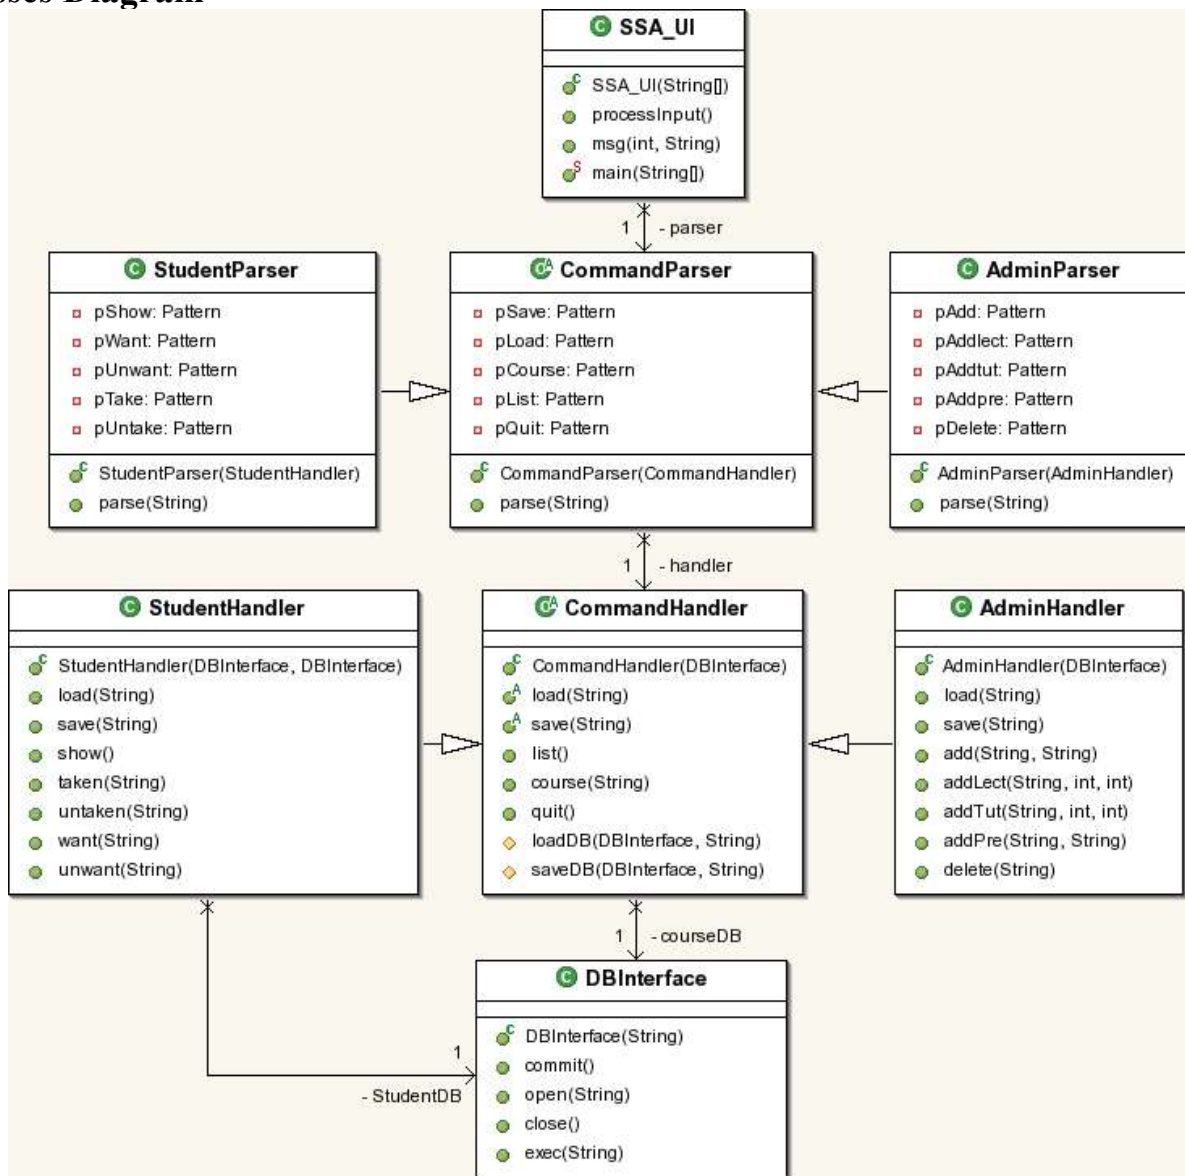 SSA_UI
SSA_UI(String[])
processInput()
msg(int, String)
main(String[])
1 - parser
StudentParser
pShow: Pattern
pWant: Pattern
pUnwant: Pattern
pTake: Pattern
pUntake: Pattern
StudentParser(StudentHandler)
parse(String)
CommandParser
pSave: Pattern
pLoad: Pattern
pCourse: Pattern
pList: Pattern
pQuit: Pattern
CommandParser(CommandHandler)
parse(String)
AdminParser
pAdd: Pattern
pAddlect: Pattern
pAddtut: Pattern
pAddpre: Pattern
pDelete: Pattern
AdminParser(AdminHandler)
parse(String)
1 - handler
StudentHandler
StudentHandler(DBInterface, DBInterface)
load(String)
save(String)
show()
taken(String)
untaken(String)
want(String)
unwant(String)
CommandHandler
CommandHandler(DBInterface)
load(String)
save(String)
list()
course(String)
quit()
loadDB(DBInterface, String)
saveDB(DBInterface, String)
AdminHandler
AdminHandler(DBInterface)
load(String)
save(String)
add(String, String)
addLect(String, int, int)
addTut(String, int, int)
addPre(String, String)
delete(String)
1 - courseDB
1
- StudentDB
DBInterface
DBInterface(String)
commit()
open(String)
close()
exec(String)